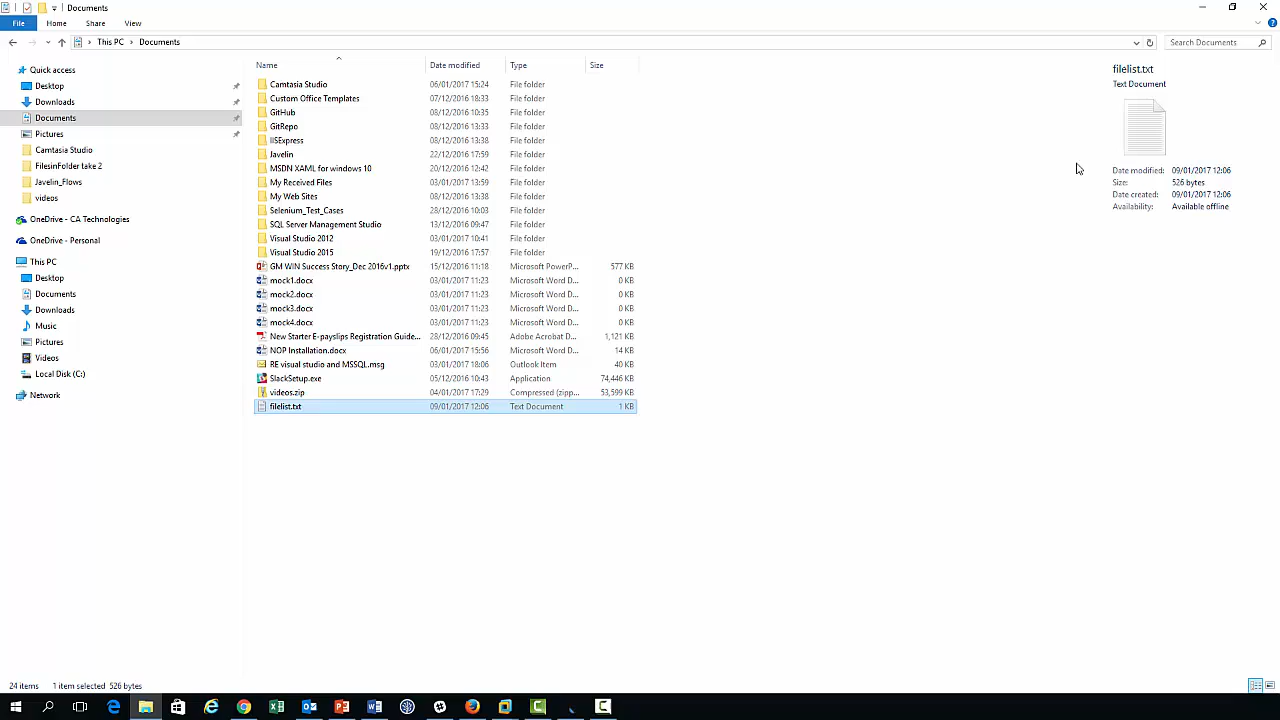 Documents
File Home Share View
This PC Documents Search Documents
Quick access
Desktop
Downloads
Documents
Pictures
Camtasia Studio
FilesinFolder take 2
Javelin_Flows
videos
OneDrive - CA Technologies
OneDrive - Personal
This PC
Desktop
Documents
Downloads
Music
Pictures
Videos
Local Disk (C:)
Network
Name Date modified Type Size
Camtasia Studio 06/01/2017 15:24 File folder
Custom Office Templates 07/12/2016 18:33 File folder
GitHub 08/12/2016 10:35 File folder
GitRepo 08/12/2016 13:33 File folder
IISExpress 08/12/2016 13:38 File folder
Javelin 22/12/2016 17:59 File folder
MSDN XAML for windows 10 20/12/2016 12:42 File folder
My Received Files 03/01/2017 13:59 File folder
My Web Sites 08/12/2016 13:38 File folder
Selenium_Test_Cases 28/12/2016 10:03 File folder
SQL Server Management Studio 13/12/2016 09:47 File folder
Visual Studio 2012 03/01/2017 10:41 File folder
Visual Studio 2015 19/12/2016 17:57 File folder
GM WIN Success Story_Dec 2016v1.pptx 15/12/2016 11:18 Microsoft PowerP... 577 KB
mock1.docx 03/01/2017 11:23 Microsoft Word D... 0 KB
mock2.docx 03/01/2017 11:23 Microsoft Word D... 0 KB
mock3.docx 03/01/2017 11:23 Microsoft Word D... 0 KB
mock4.docx 03/01/2017 11:23 Microsoft Word D... 0 KB
New Starter E-payslips Registration Guide... 28/12/2016 09:45 Adobe Acrobat D... 1,121 KB
NOP Installation.docx 06/01/2017 15:56 Microsoft Word D... 14 KB
RE visual studio and MSSQL.msg 03/01/2017 18:06 Outlook Item 40 KB
SlackSetup.exe 05/12/2016 10:43 Application 74,446 KB
videos.zip 04/01/2017 17:29 Compressed (zipp... 53,599 KB
filelist.txt 09/01/2017 12:06 Text Document 1 KB
filelist.txt
Text Document
Date modified: 09/01/2017 12:06
Size: 526 bytes
Date created: 09/01/2017 12:06
Availability: Available offline
24 items 1 item selected 526 bytes